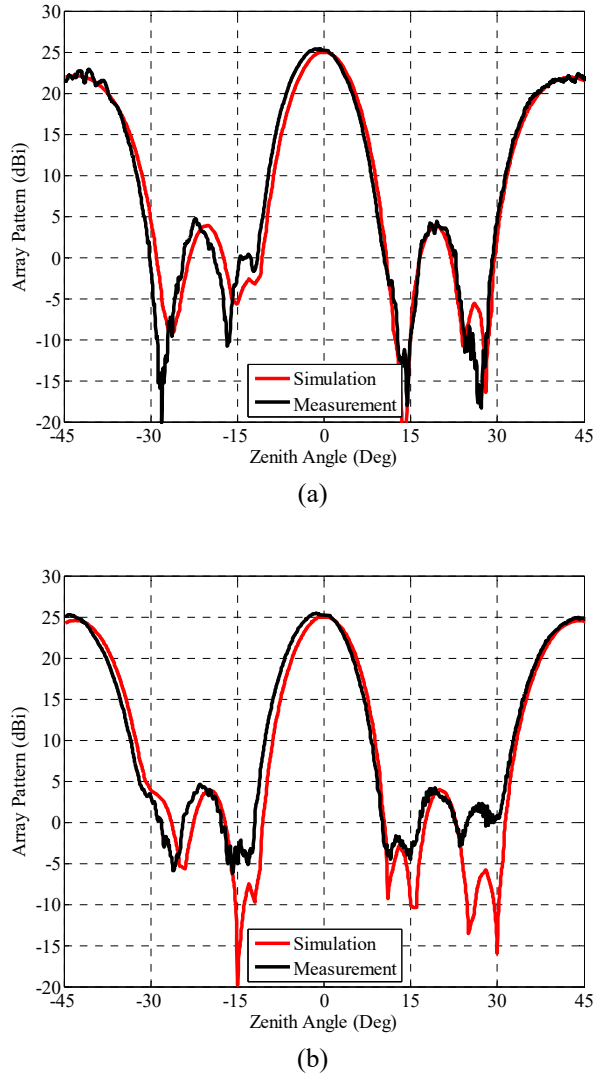 30
25
20
15
10
5
0
-5
-10
-15
-20
Array Pattern (dBi)
Simulation
Measurement
-45 -30 -15 0 15 30 45
Zenith Angle (Deg)
(a)
30
25
20
15
10
5
0
-5
-10
-15
-20
Array Pattern (dBi)
Simulation
Measurement
-45 -30 -15 0 15 30 45
Zenith Angle (Deg)
(b)